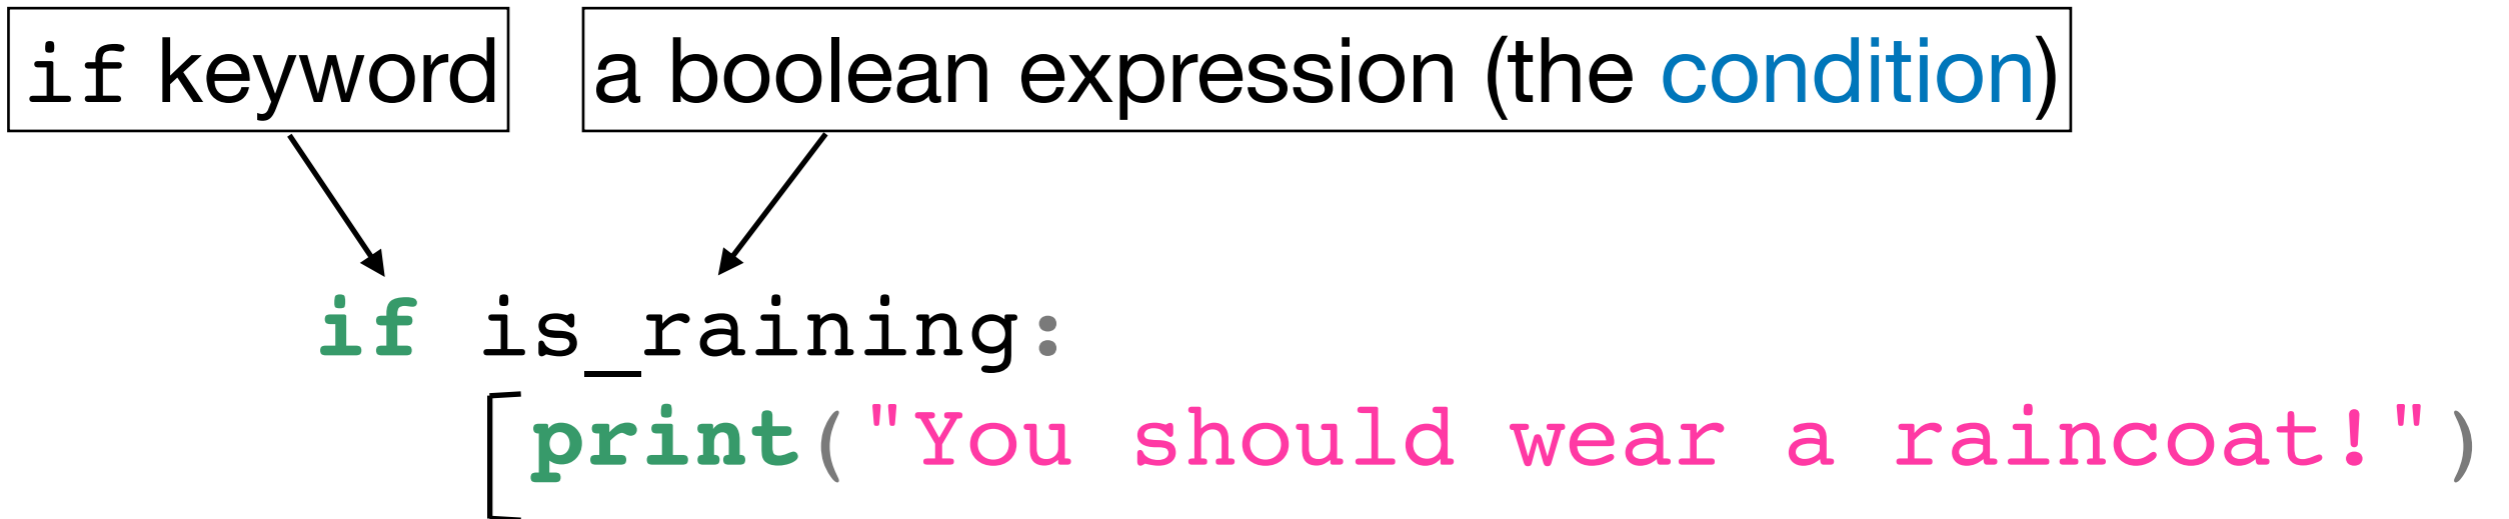 if keyword
a boolean expression (the condition)
if is_raining:
print("You should wear a raincoat!")